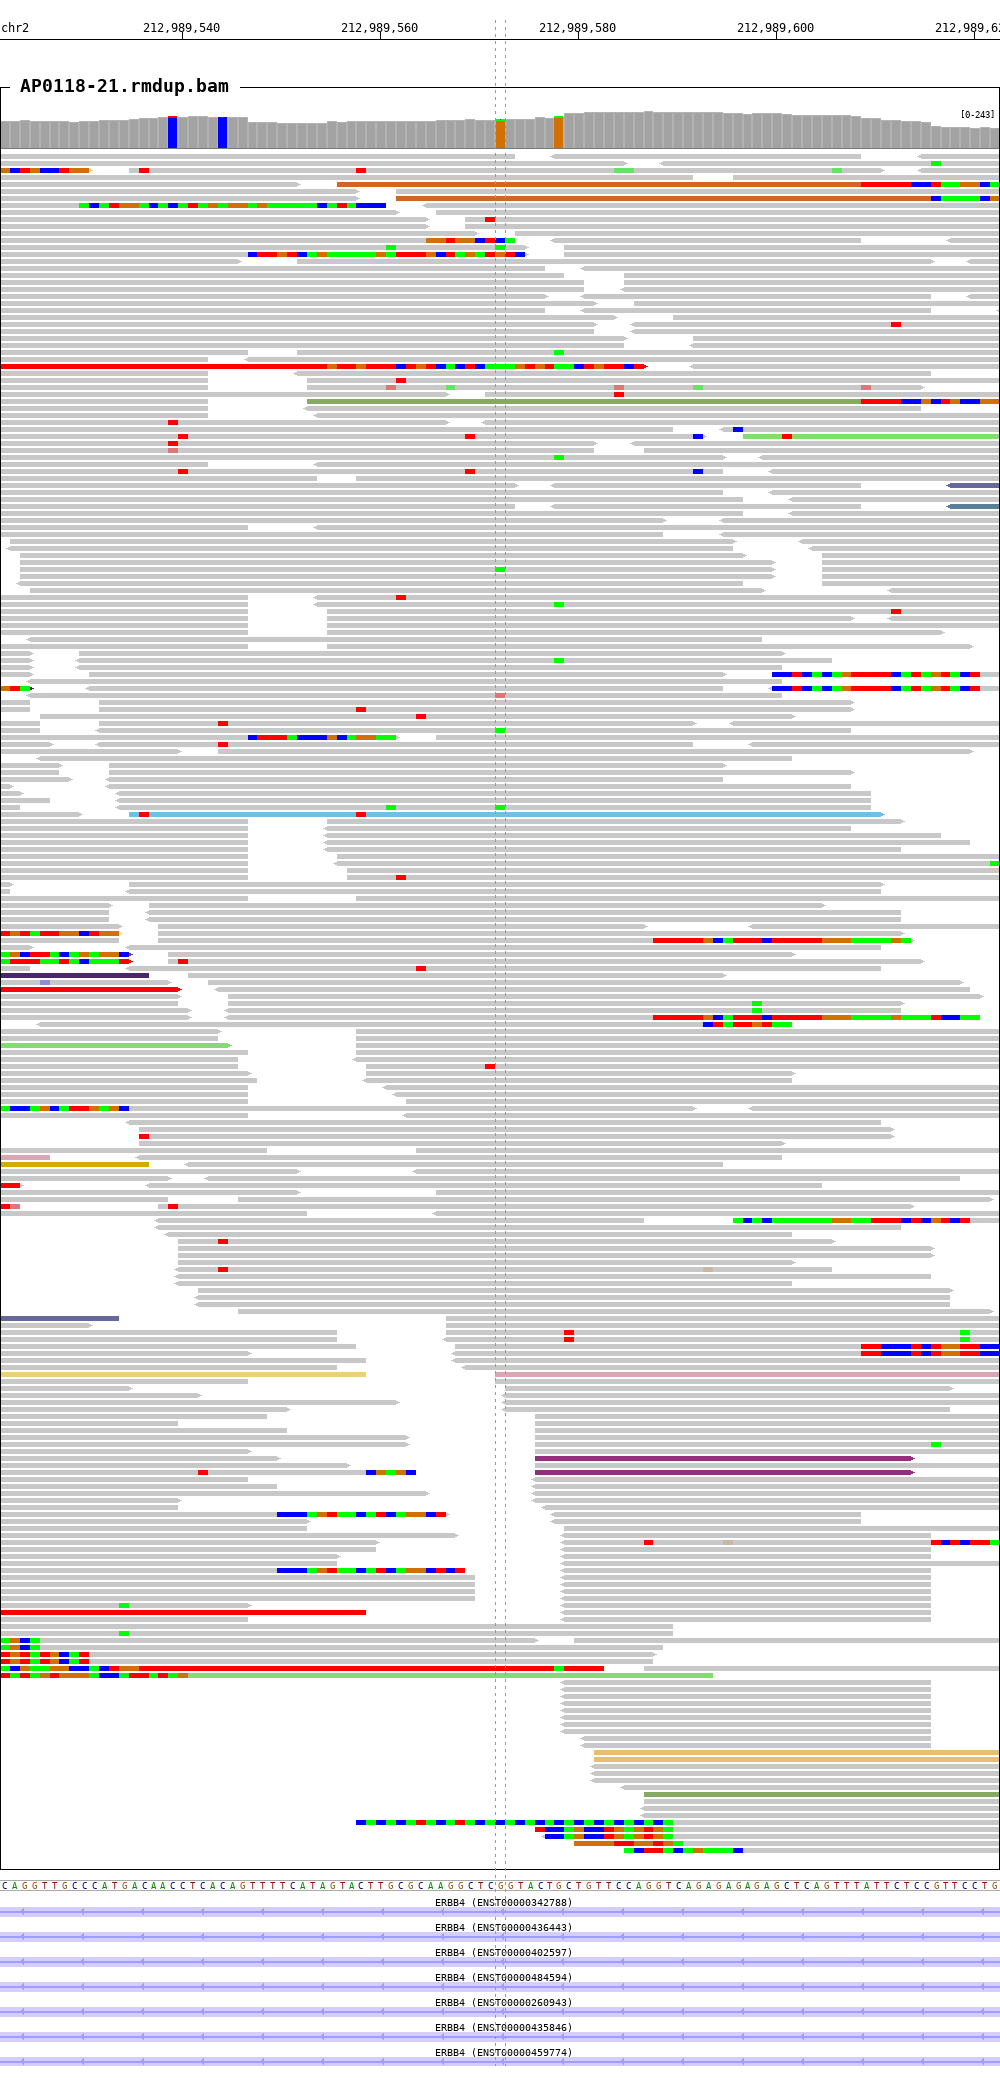 chr2 212,989,540 212,989,560 212,989,580 212,989,600 212,989,62
AP0118-21.rmdup.bam
[0-243]
CAGGTTGCCCATGACAACCTCACAGTTTTCATAGTACTTGCGCAAGGCTCGGTACTGCTGTTCCAGGTCAGAGAGAGAGCTCAGTTTATTCTCCGTTCCTG
ERBB4 (ENST00000342788)
ERBB4 (ENST00000436443)
ERBB4 (ENST00000402597)
ERBB4 (ENST00000484594)
ERBB4 (ENST00000260943)
ERBB4 (ENST00000435846)
ERBB4 (ENST00000459774)